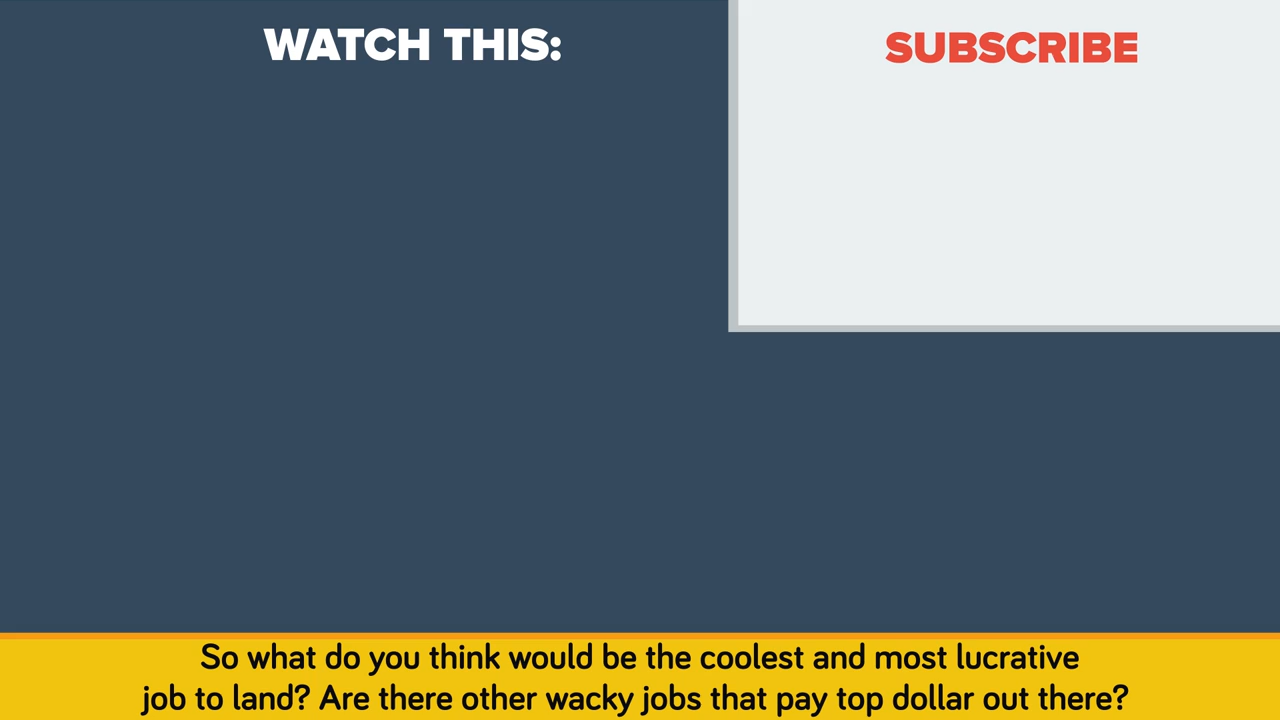 WATCH THIS:
SUBSCRIBE
So what do you think would be the coolest and most lucrative
job to land? Are there other wacky jobs that pay top dollar out there?